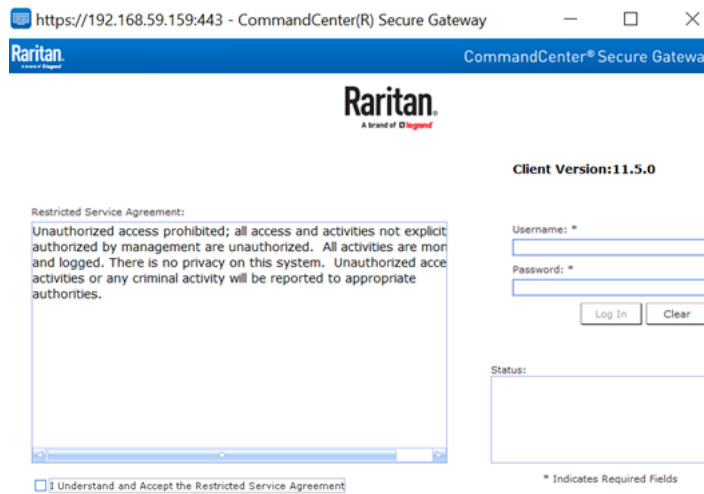 https://192.168.59.159:443 - CommandCenter(R) Secure Gateway
Raritan.
A brand of legrand
CommandCenter® Secure Gatewa
Raritan.
A brand of legrand
Client Version:11.5.0
Restricted Service Agreement:
Unauthorized access prohibited; all access and activities not explicit
authorized by management are unauthorized. All activities are mor
and logged. There is no privacy on this system. Unauthorized acce
activities or any criminal activity will be reported to appropriate
authorities.
Username: *
Password: *
Log In
Clear
Status:
I Understand and Accept the Restricted Service Agreement
* Indicates Required Fields